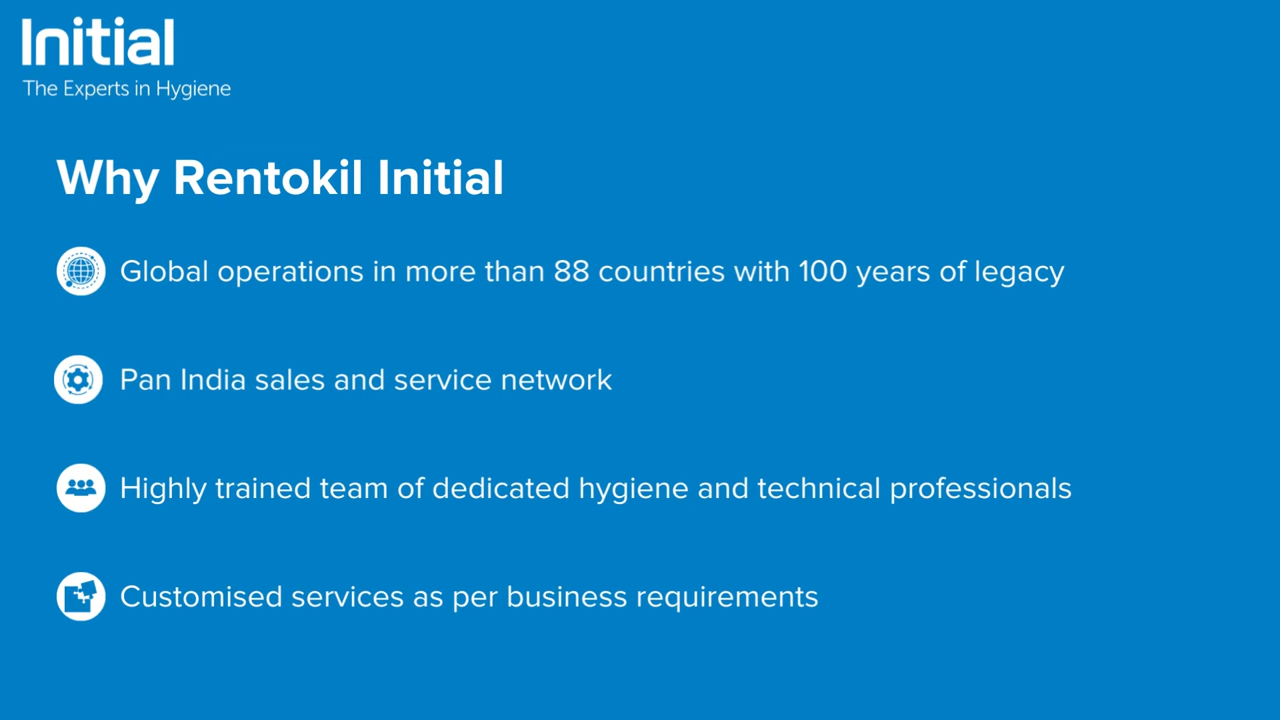 Initial
The Experts in Hygiene
Why Rentokil Initial
Global operations in more than 88 countries with 100 years of legacy
Pan India sales and service network
Highly trained team of dedicated hygiene and technical professionals
Customised services as per business requirements